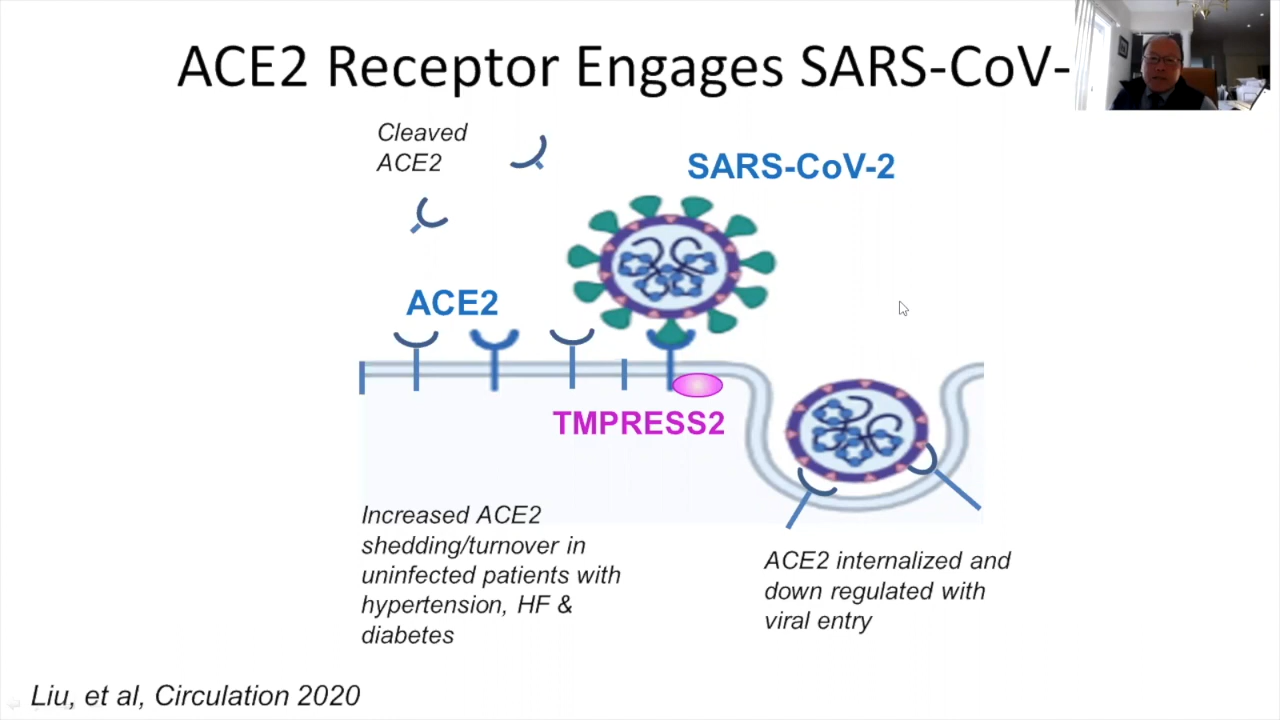 ACE2 Receptor Engages SARS-CoV-
Cleaved
ACE2
SARS-CoV-2
ACE2
TMPRESS2
Increased ACE2
shedding/turnover in
uninfected patients with
hypertension, HF &
diabetes
ACE2 internalized and
down regulated with
viral entry
Liu, et al, Circulation 2020